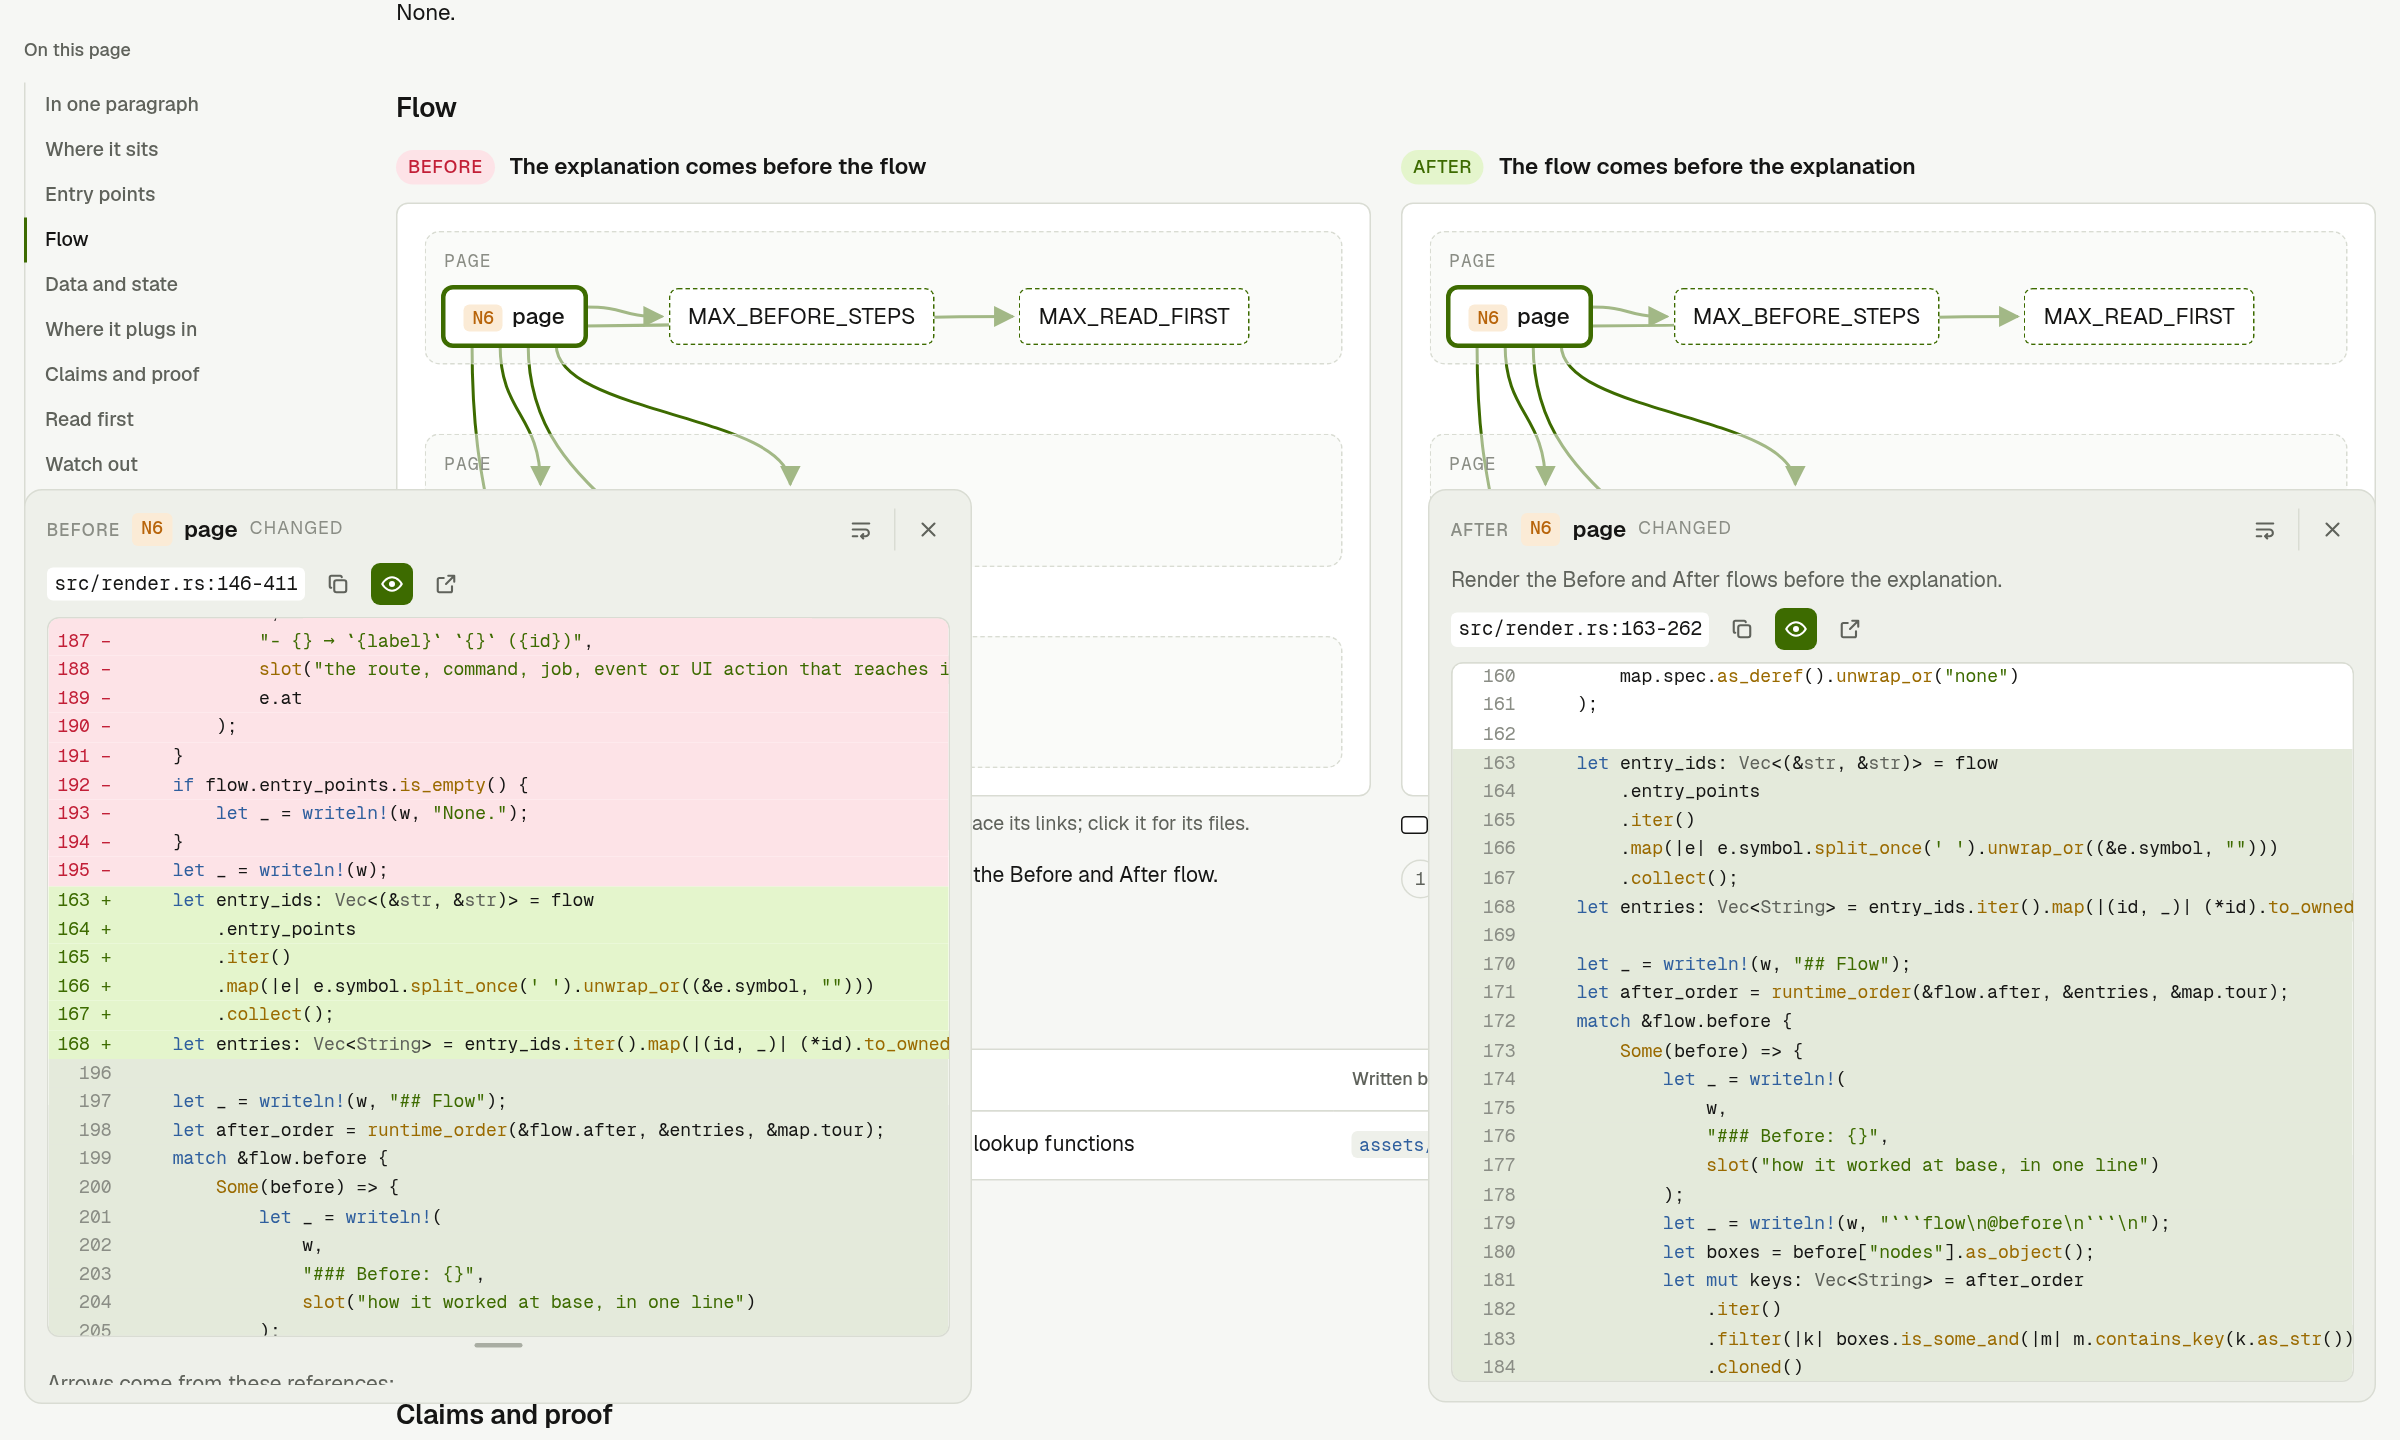 None.
On this page
In one paragraph
Where it sits
Entry points
Flow
Data and state
Where it plugs in
Claims and proof
Read first
Watch out
Flow
BEFORE The explanation comes before the flow
PAGE
N6 page
MAX_BEFORE_STEPS
MAX_READ_FIRST
PAGE
AFTER The flow comes before the explanation
PAGE
N6 page
MAX_BEFORE_STEPS
MAX_READ_FIRST
PAGE
ace its links; click it for its files.
the Before and After flow.
1
Written b
lookup functions
assets/
BEFORE N6 page CHANGED
src/render.rs:146-411
187 – "- {} → `{label}` `{}` ({id})",
188 – slot("the route, command, job, event or UI action that reaches i
189 – e.at
190 – );
191 – }
192 – if flow.entry_points.is_empty() {
193 – let _ = writeln!(w, "None.");
194 – }
195 – let _ = writeln!(w);
163 + let entry_ids: Vec<(&str, &str)> = flow
164 + .entry_points
165 + .iter()
166 + .map(|e| e.symbol.split_once(' ').unwrap_or((&e.symbol, "")))
167 + .collect();
168 + let entries: Vec<String> = entry_ids.iter().map(|(id, _)| (*id).to_owned
196
197 let _ = writeln!(w, "## Flow");
198 let after_order = runtime_order(&flow.after, &entries, &map.tour);
199 match &flow.before {
200 Some(before) => {
201 let _ = writeln!(
202 w,
203 "### Before: {}",
204 slot("how it worked at base, in one line")
205 );
Arrows come from these references:
AFTER N6 page CHANGED
Render the Before and After flows before the explanation.
src/render.rs:163-262
160 map.spec.as_deref().unwrap_or("none")
161 );
162
163 let entry_ids: Vec<(&str, &str)> = flow
164 .entry_points
165 .iter()
166 .map(|e| e.symbol.split_once(' ').unwrap_or((&e.symbol, "")))
167 .collect();
168 let entries: Vec<String> = entry_ids.iter().map(|(id, _)| (*id).to_owned
169
170 let _ = writeln!(w, "## Flow");
171 let after_order = runtime_order(&flow.after, &entries, &map.tour);
172 match &flow.before {
173 Some(before) => {
174 let _ = writeln!(
175 w,
176 "### Before: {}",
177 slot("how it worked at base, in one line")
178 );
179 let _ = writeln!(w, "```flow\n@before\n```\n");
180 let boxes = before["nodes"].as_object();
181 let mut keys: Vec<String> = after_order
182 .iter()
183 .filter(|k| boxes.is_some_and(|m| m.contains_key(k.as_str())
184 .cloned()
Claims and proof